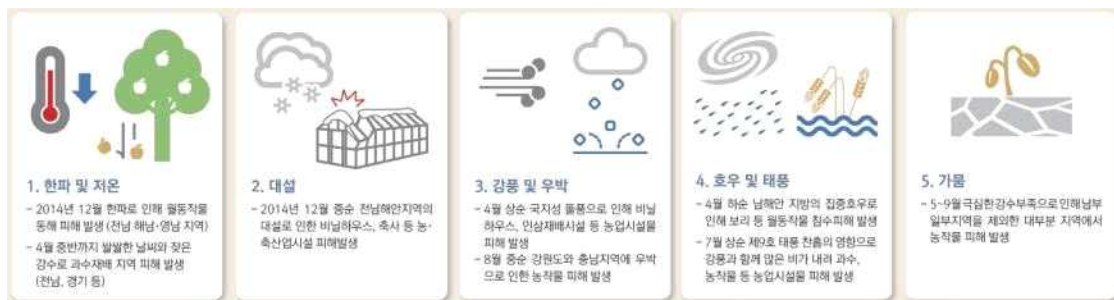 1. 한파 및 저온
- 2014년 12월 한파로 인해 월동작물
동해 피해 발생 (전남 해남·영남 지역)
- 4월 중반까지 쌀쌀한 날씨와 잦은
강수로 과수재배 지역 피해 발생
(전남, 경기 등)
2. 대설
- 2014년 12월 중순 전남해안지역의
대설로 인한 비닐하우스, 축사 등 농·
축산업시설 피해발생
3. 강풍 및 우박
- 4월 상순 국지성 돌풍으로 인해 비닐
하우스, 인삼재배시설 등 농업시설물
피해 발생
- 8월 중순 강원도와 충남지역에 우박
으로 인한 농작물 피해 발생
4. 호우 및 태풍
- 4월 하순 남해안 지방의 집중호우로
인해 보리 등 월동작물 침수피해 발생
- 7월 상순 제9호 태풍 찬홈의 영향으로
강풍과 함께 많은 비가 내려 과수,
농작물 등 농업시설물 피해 발생
5. 가뭄
- 5~9월 극심한 강수부족으로 인해 남부
일부지역을 제외한 대부분 지역에서
농작물 피해 발생